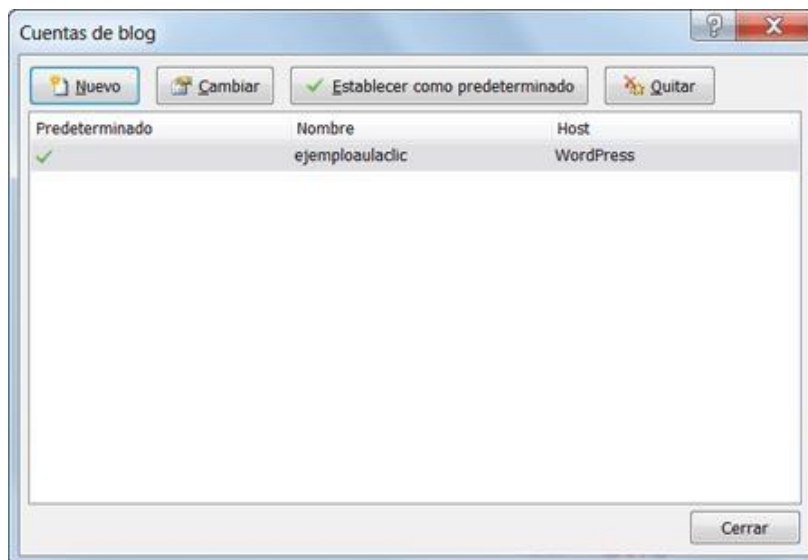 Cuentas de blog
Nuevo Cambiar Establecer como predeterminado Quitar
Predeterminado Nombre Host
ejemploaulaclic WordPress
Cerrar